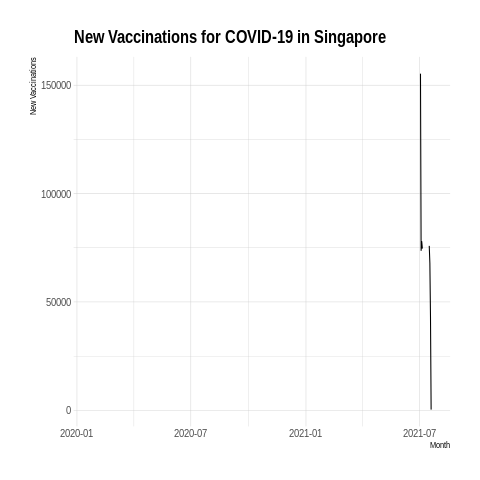 New Vaccinations for COVID-19 in Singapore
New Vaccinations
150000
100000
50000
0
2020-01 2020-07 2021-01 2021-07
Month